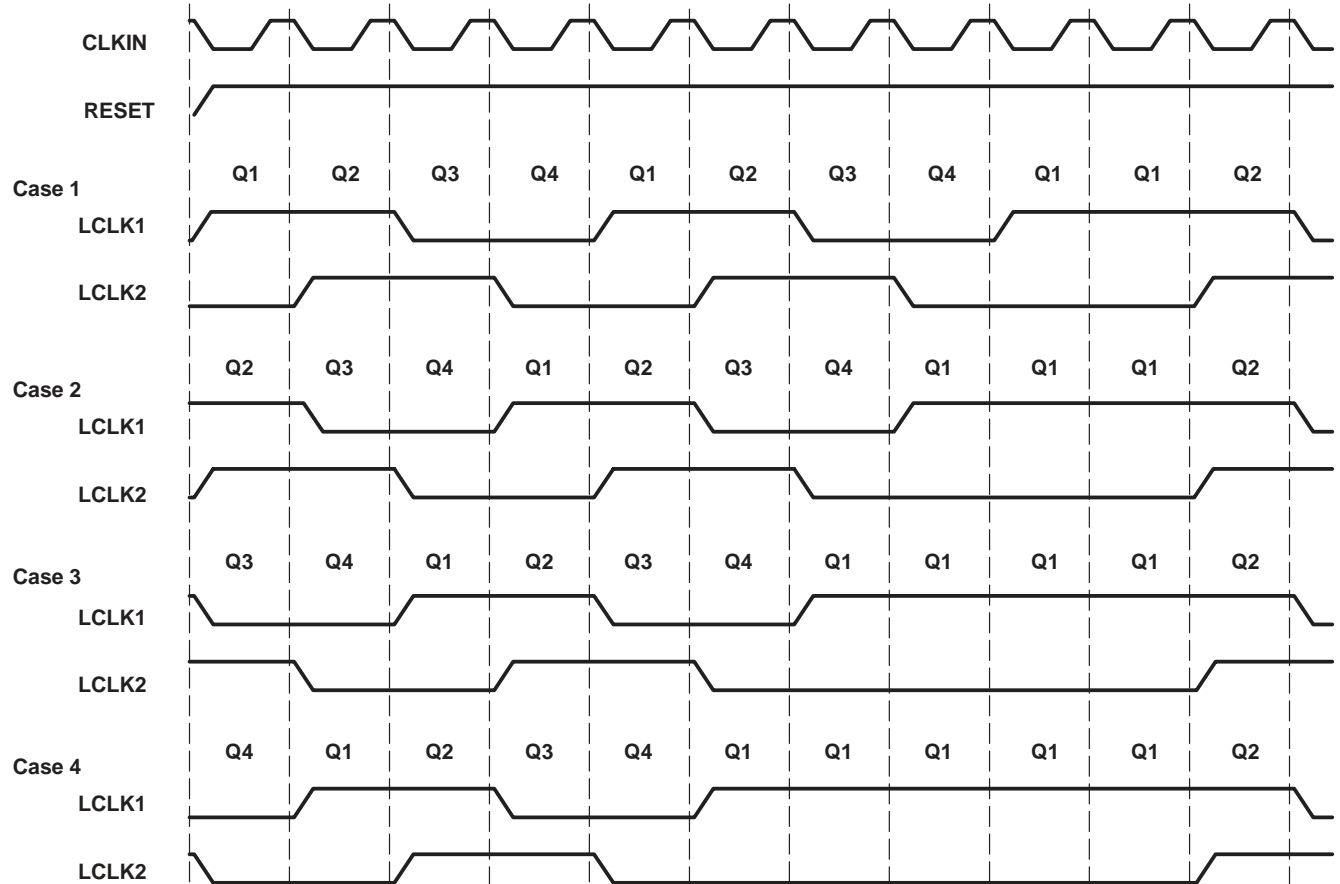 CLKIN
RESET
Q1 Q2 Q3 Q4 Q1 Q2 Q3 Q4 Q1 Q1 Q2
Case 1
LCLK1
LCLK2
Q2 Q3 Q4 Q1 Q2 Q3 Q4 Q1 Q1 Q1 Q2
Case 2
LCLK1
LCLK2
Q3 Q4 Q1 Q2 Q3 Q4 Q1 Q1 Q1 Q1 Q2
Case 3
LCLK1
LCLK2
Q4 Q1 Q2 Q3 Q4 Q1 Q1 Q1 Q1 Q1 Q2
Case 4
LCLK1
LCLK2